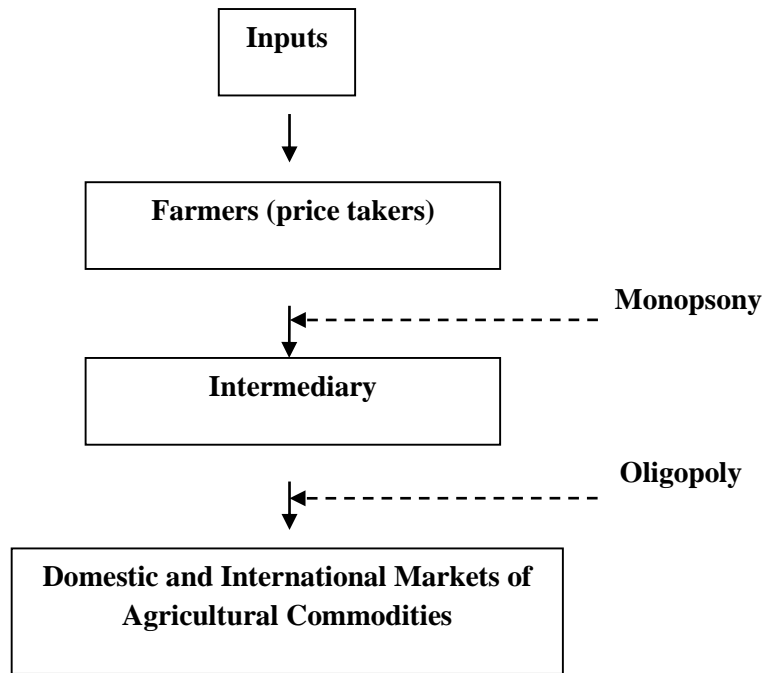 Inputs
Farmers (price takers)
Monopsony
Intermediary
Oligopoly
Domestic and International Markets of
Agricultural Commodities